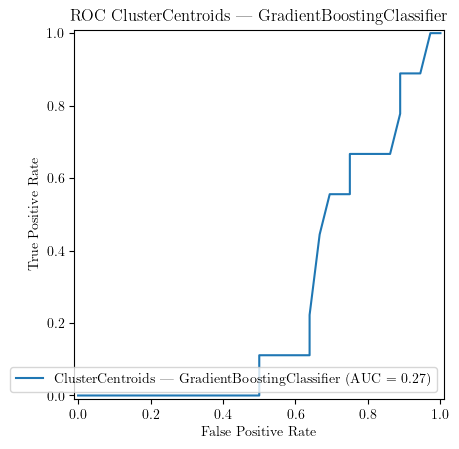 ROC ClusterCentroids — GradientBoostingClassifier
1.0
0.8
0.6
0.4
0.2
0.0
True Positive Rate
ClusterCentroids — GradientBoostingClassifier (AUC = 0.27)
0.0 0.2 0.4 0.6 0.8 1.0
False Positive Rate